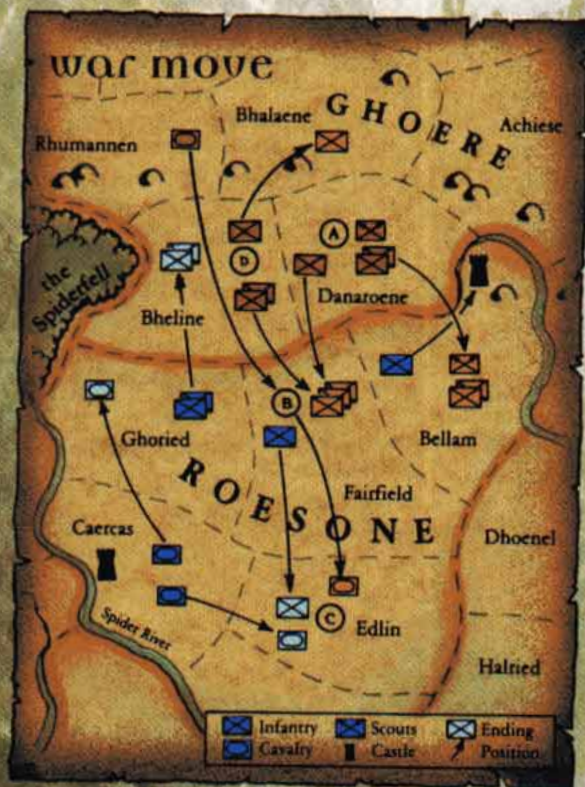 war move
GHOERE
Bhalaene
Achiese
Rhumannen
A
D
the
Spiderfell
Danaroene
Bheline
B
Ghoried
Bellam
ROESONE
Fairfield
Caercas
Dhoenel
C
Edlin
Spider River
Halried
Infantry Scouts Ending
Cavalry Castle Position